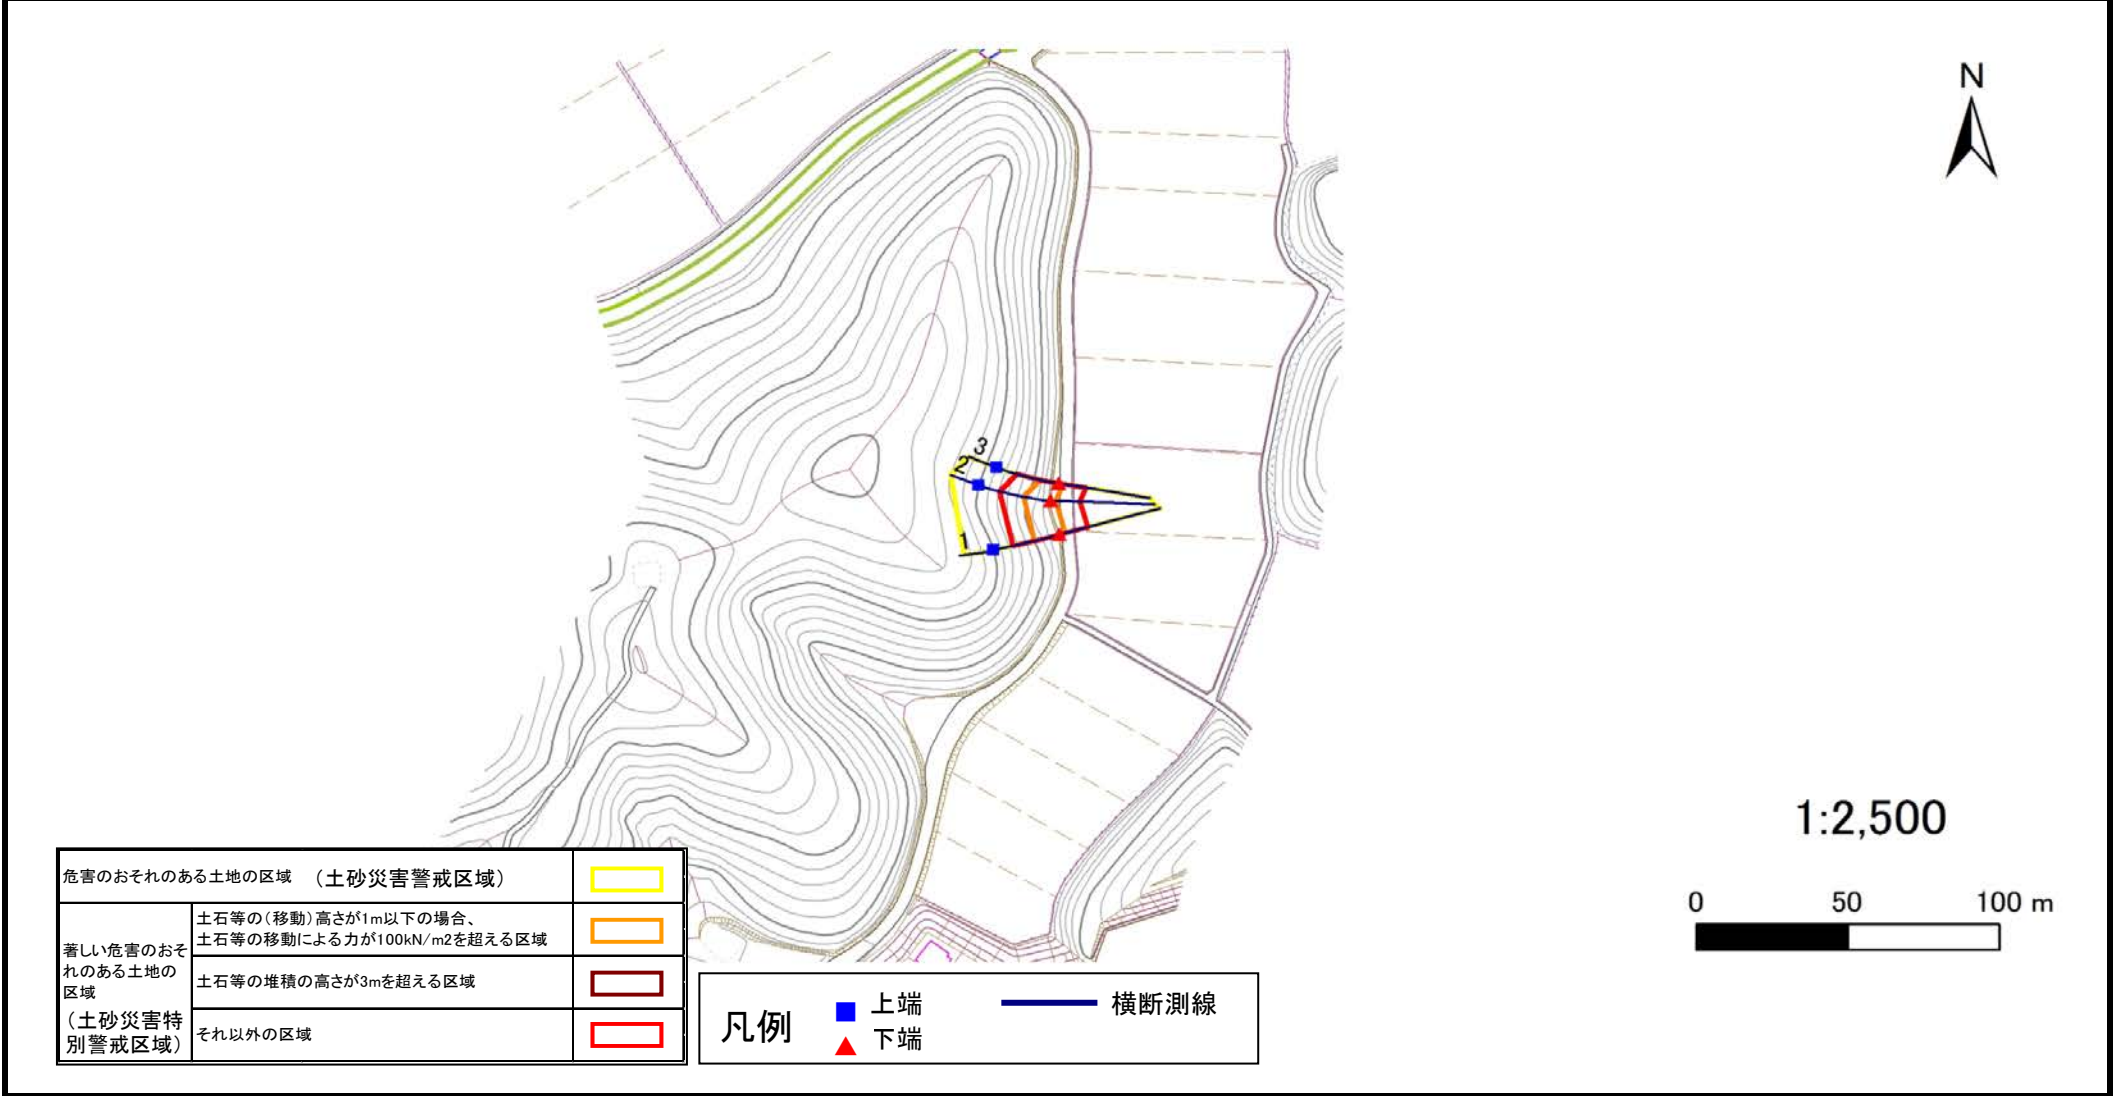 N
3
2
1
1:2,500
0 50 100 m
危害のおそれのある土地の区域 （土砂災害警戒区域）
著しい危害のおそ
れのある土地の
区域
（土砂災害特
別警戒区域）
土石等の（移動）高さが1m以下の場合、
土石等の移動による力が100kN/m2を超える区域
土石等の堆積の高さが3mを超える区域
それ以外の区域
凡例
上端
下端
横断測線